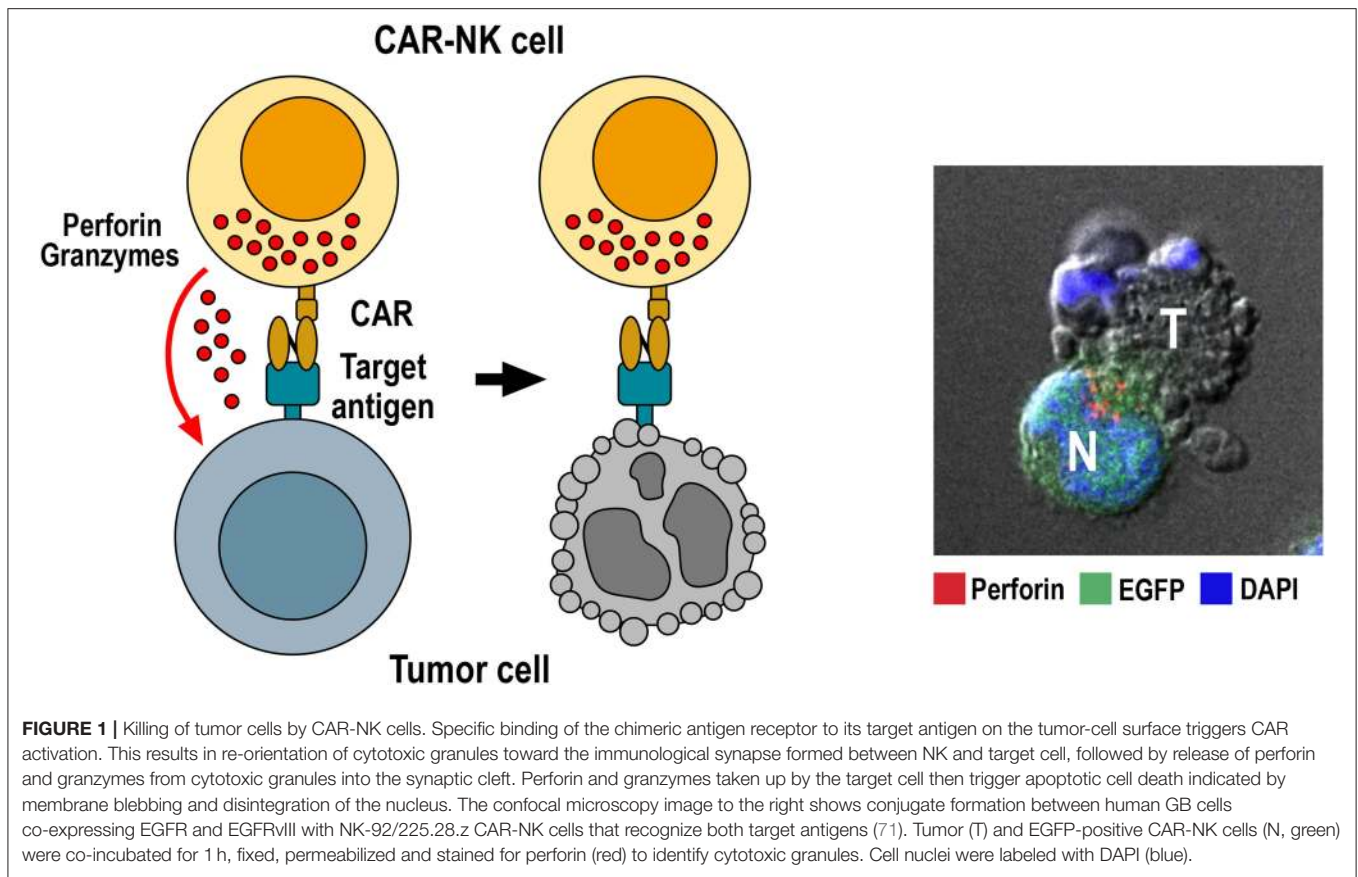 CAR-NK cell
Perforin
Granzymes
CAR
Target
antigen
Tumor cell
T
N
Perforin EGFP DAPI
FIGURE 1 | Killing of tumor cells by CAR-NK cells. Specific binding of the chimeric antigen receptor to its target antigen on the tumor-cell surface triggers CAR
activation. This results in re-orientation of cytotoxic granules toward the immunological synapse formed between NK and target cell, followed by release of perforin
and granzymes from cytotoxic granules into the synaptic cleft. Perforin and granzymes taken up by the target cell then trigger apoptotic cell death indicated by
membrane blebbing and disintegration of the nucleus. The confocal microscopy image to the right shows conjugate formation between human GB cells
co-expressing EGFR and EGFRvIII with NK-92/225.28.z CAR-NK cells that recognize both target antigens (71). Tumor (T) and EGFP-positive CAR-NK cells (N, green)
were co-incubated for 1 h, fixed, permeabilized and stained for perforin (red) to identify cytotoxic granules. Cell nuclei were labeled with DAPI (blue).